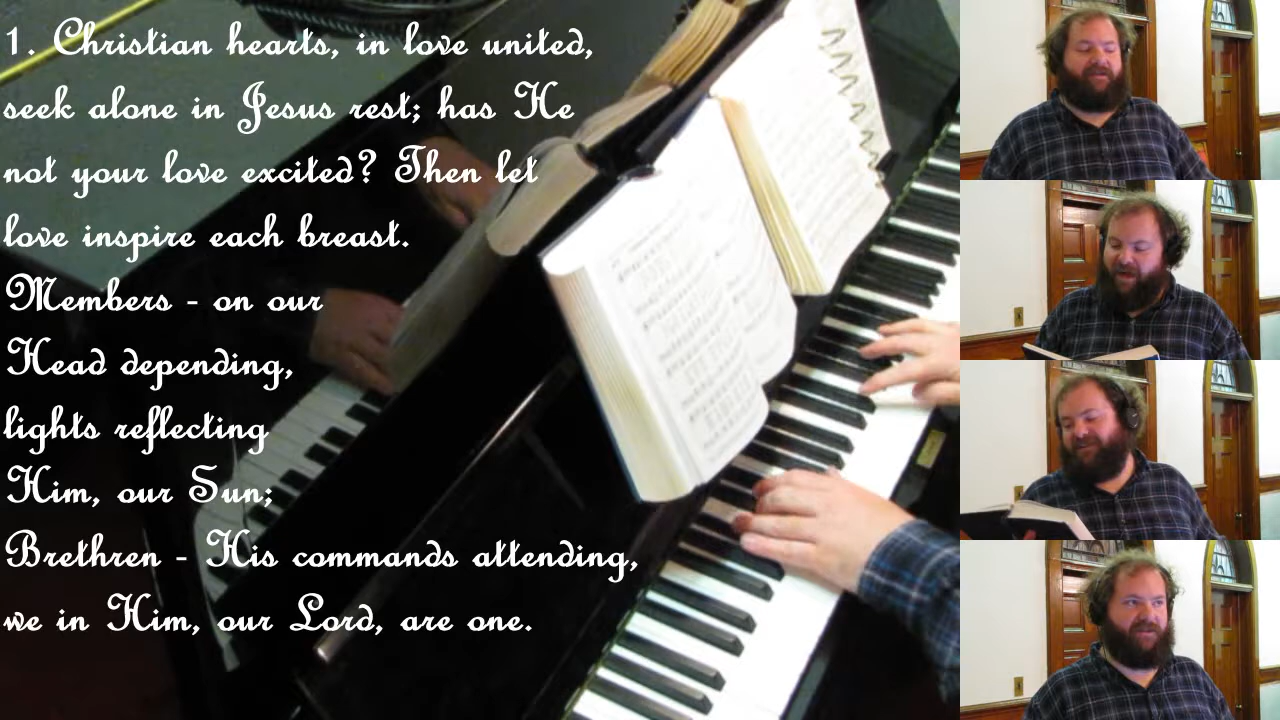 1. Christian hearts, in love united,
seek alone in Jesus rest; has He
not your love excited? Then let
love inspire each breast.
Members - on our
Head depending,
lights reflecting
Him, our Sun;
Brethren - His commands attending,
we in Him, our Lord, are one.